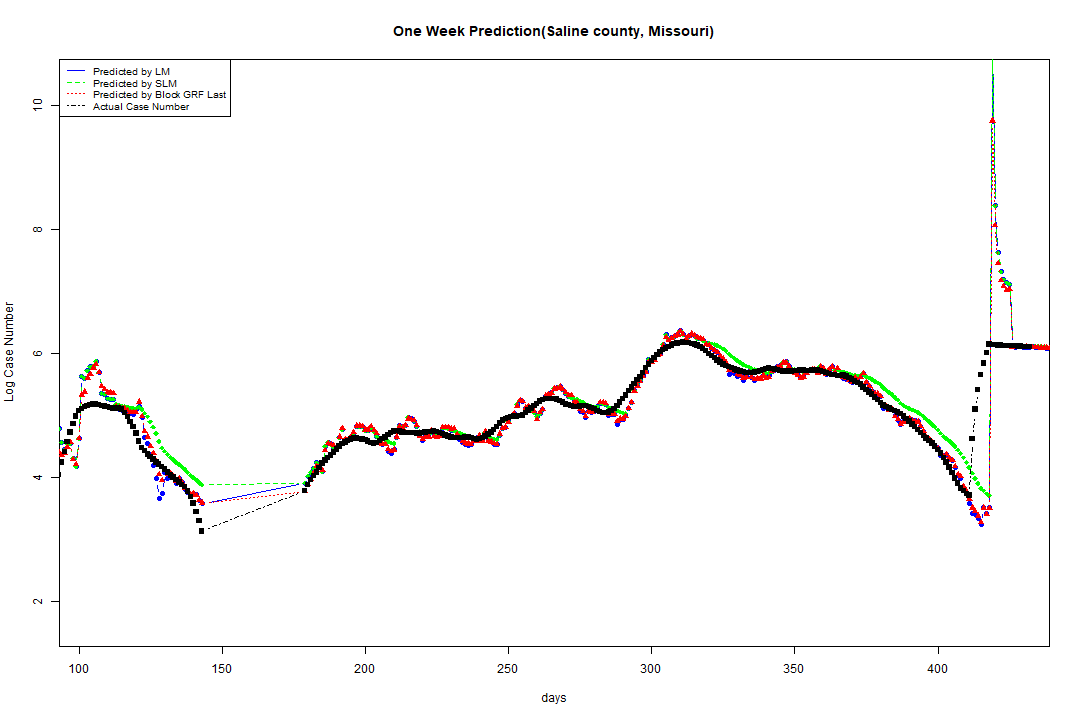 One Week Prediction(Saline county, Missouri)
Predicted by LM
Predicted by SLM
Predicted by Block GRF Last
Actual Case Number
10
8
6
4
2
Log Case Number
100 150 200 250 300 350 400
days